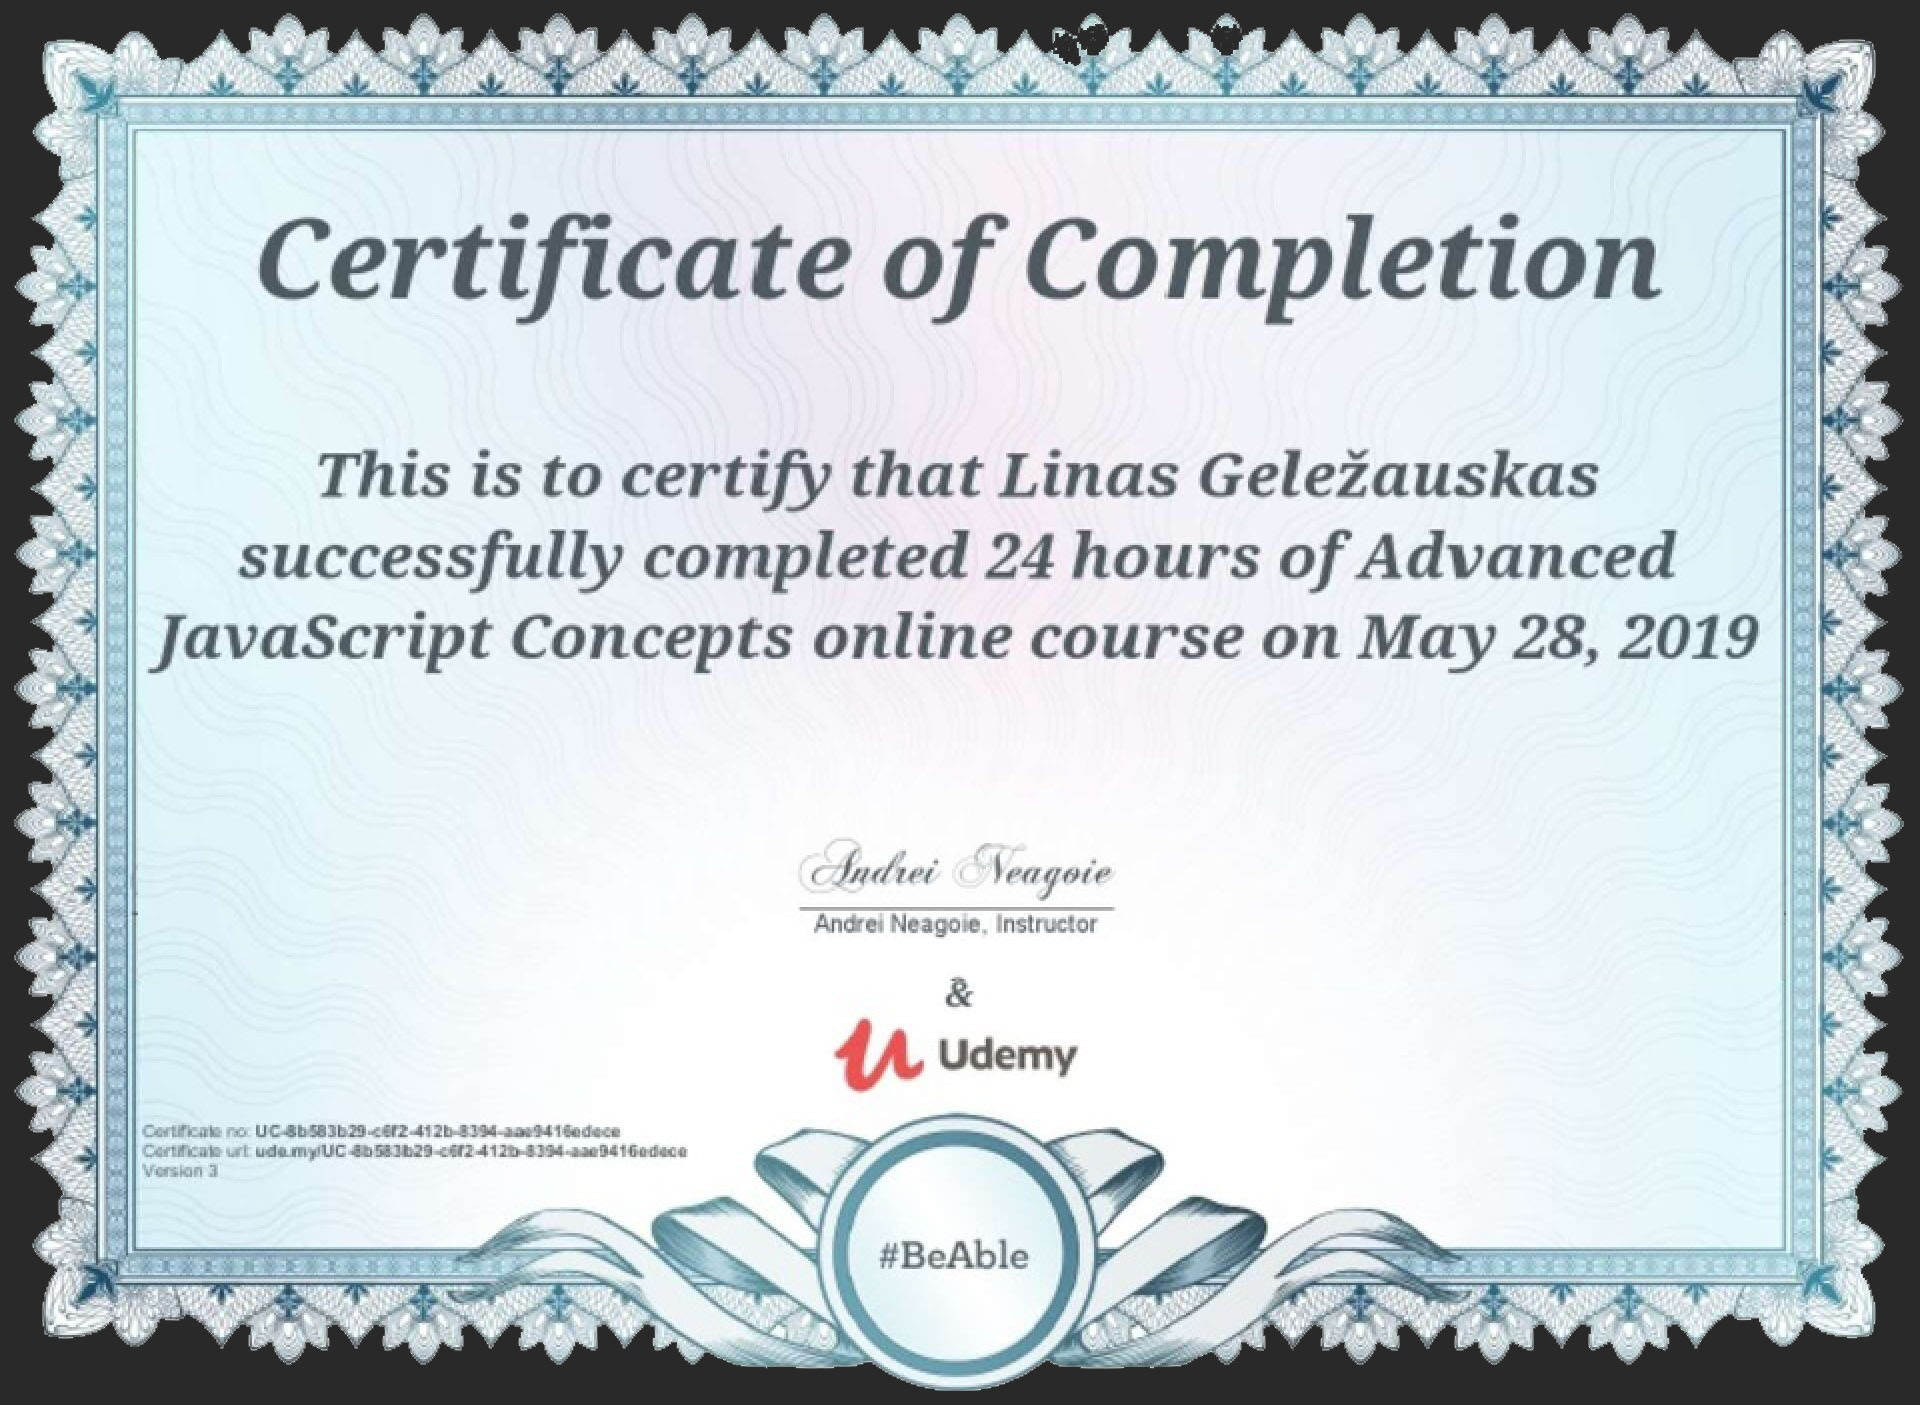 Certificate of Completion
This is to certify that Linas Geležauskas
successfully completed 24 hours of Advanced
JavaScript Concepts online course on May 28, 2019
Andrei Neagoie
Andrei Neagoie, Instructor
&
Udemy
Certificate no: UC-8b583b29-c6f2-412b-8394-aae9416edece
Certificate url: ude.my/UC-8b583b29-c6f2-412b-8394-aae9416edece
Version 3
#BeAble